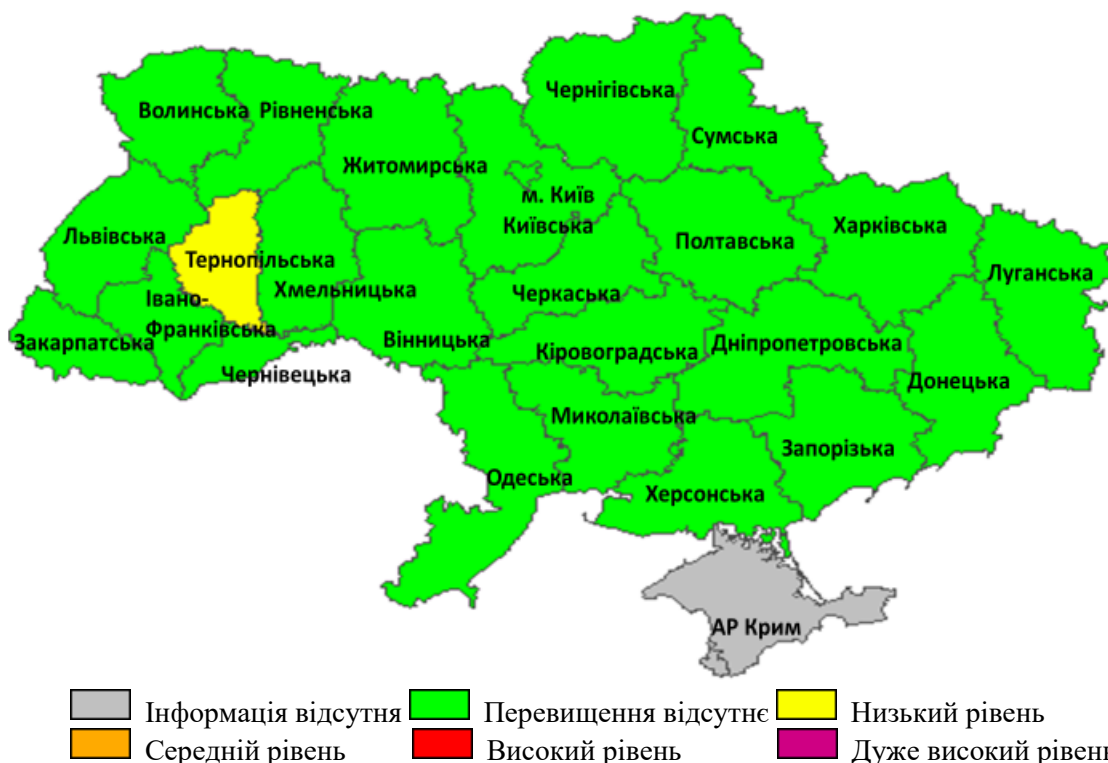 Чернігівська
Волинська
Рівненська
Сумська
Житомирська
м. Київ
Київська
Харківська
Львівська
Полтавська
Тернопільська
Луганська
Хмельницька
Черкаська
Івано-
Франківська
Закарпатська
Вінницька
Кіровоградська
Дніпропетровська
Чернівецька
Донецька
Миколаївська
Запорізька
Одеська
Херсонська
АР Крим
Інформація відсутня Перевищення відсутнє Низький рівень
Середній рівень Високий рівень Дуже високий рівень